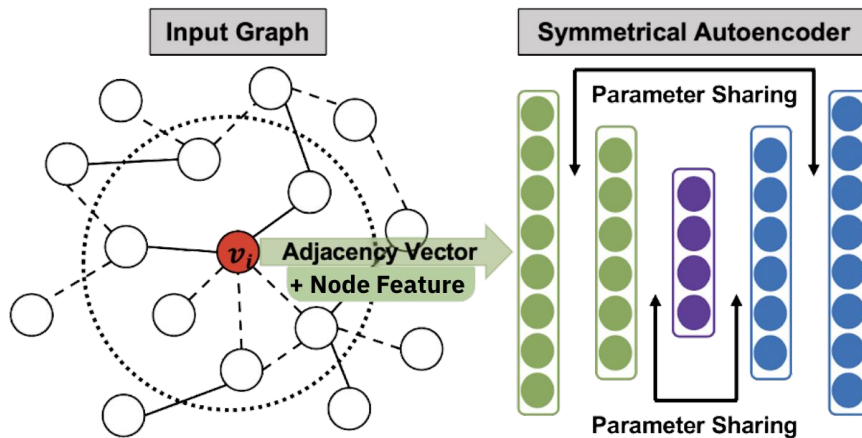 Input Graph
Symmetrical Autoencoder
Parameter Sharing
v_i
Adjacency Vector
+ Node Feature
Parameter Sharing